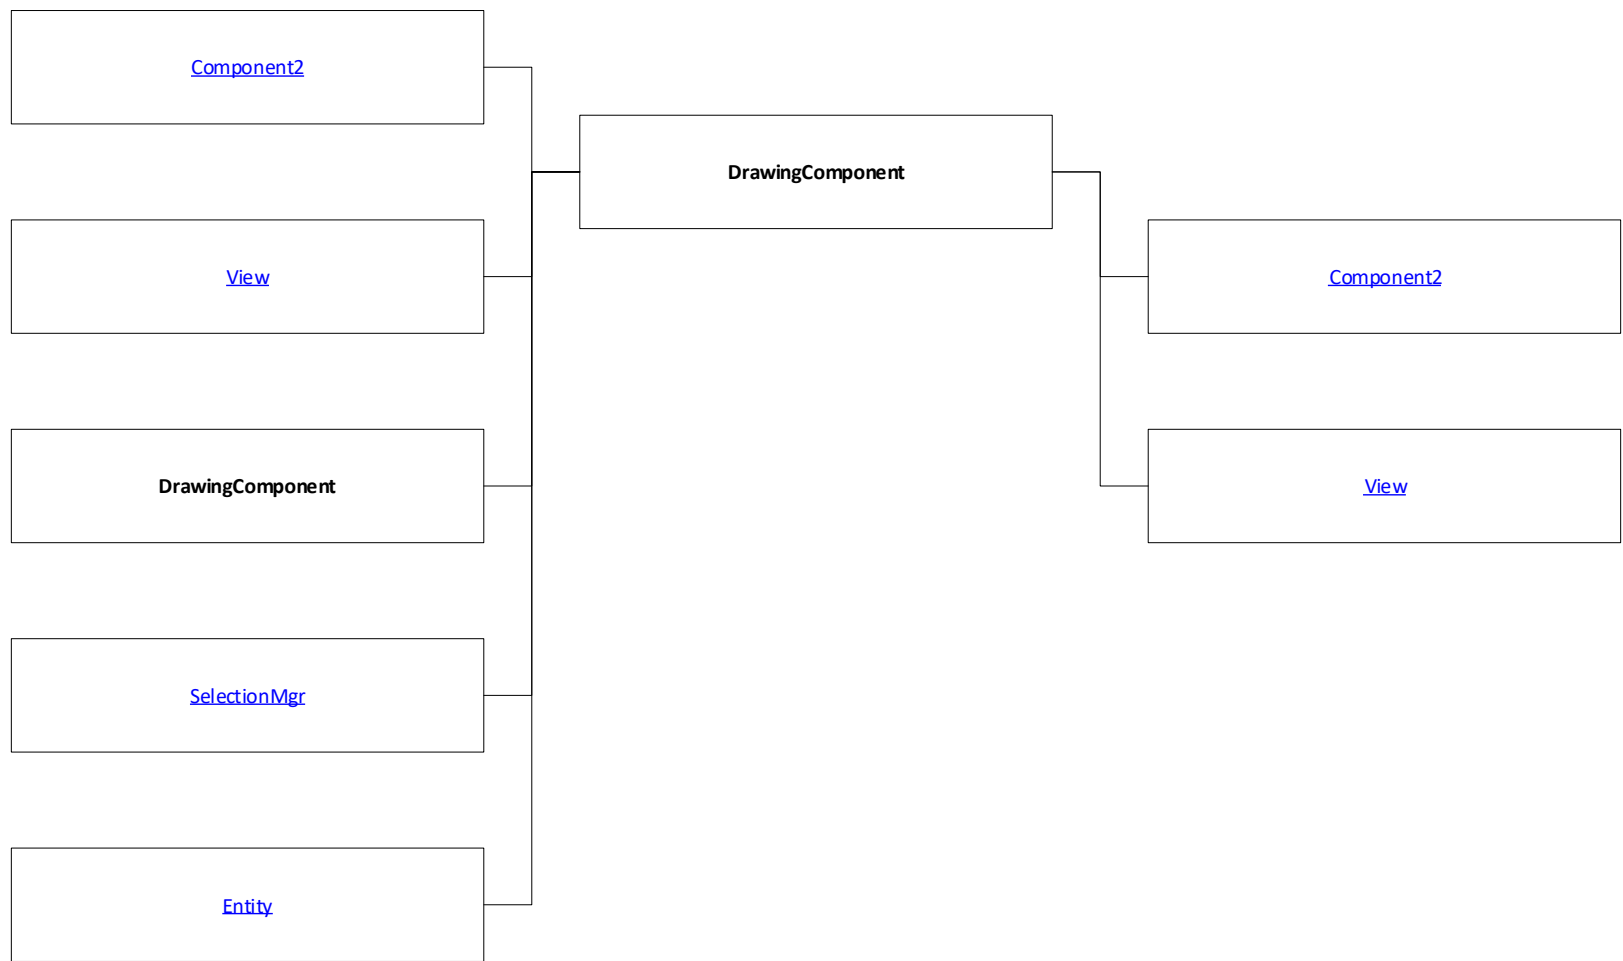 Component2
DrawingComponent
View
Component2
DrawingComponent
View
SelectionMgr
Entity